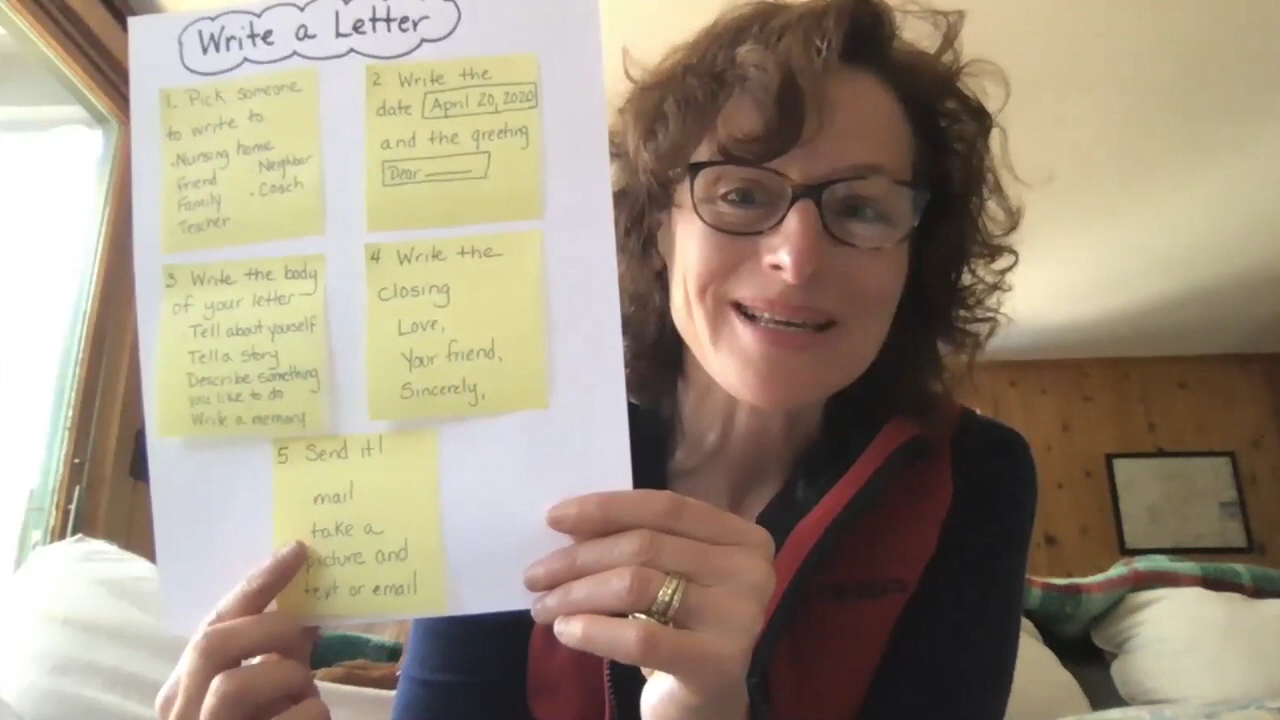 Write a Letter
1. Pick someone
to write to
• Nursing home
Friend
Neighbor
Family
• Coach
Teacher
2 Write the
date April 20, 2020
and the greeting
Dear ———
3 Write the body
of your letter—
Tell about yourself
Tell a story
Describe something
you like to do
Write a memory
4 Write the
closing
Love,
Your friend,
Sincerely,
5 Send it!
mail
take a
picture and
text or email